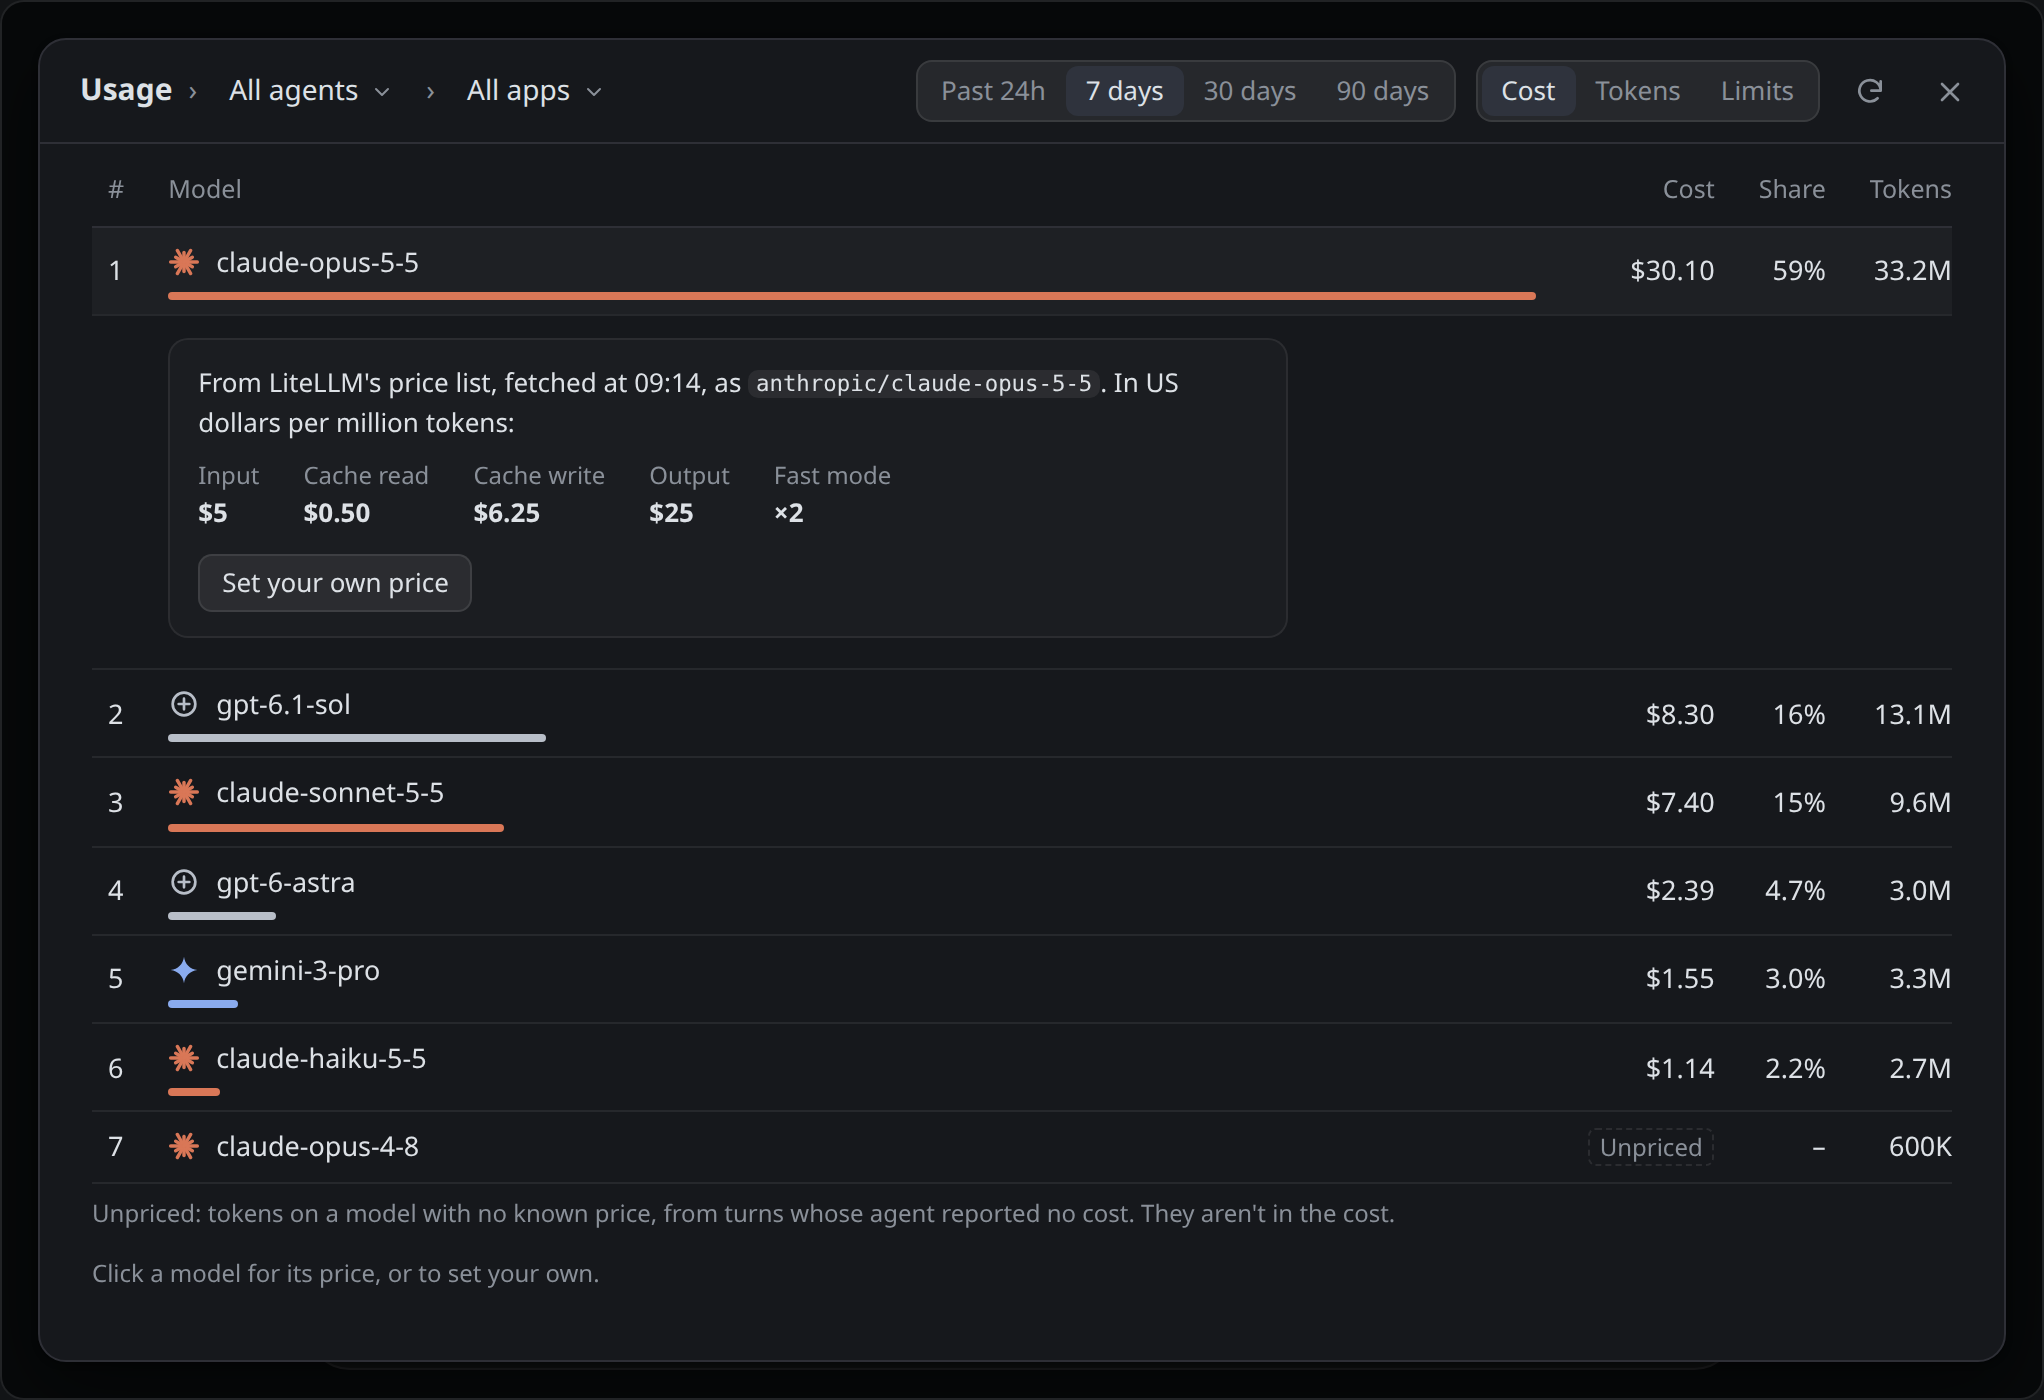 Usage › All agents › All apps
Past 24h 7 days 30 days 90 days Cost Tokens Limits
# Model Cost Share Tokens
1 claude-opus-5-5 $30.10 59% 33.2M
From LiteLLM's price list, fetched at 09:14, as anthropic/claude-opus-5-5. In US
dollars per million tokens:
Input Cache read Cache write Output Fast mode
$5 $0.50 $6.25 $25 ×2
Set your own price
2 gpt-6.1-sol $8.30 16% 13.1M
3 claude-sonnet-5-5 $7.40 15% 9.6M
4 gpt-6-astra $2.39 4.7% 3.0M
5 gemini-3-pro $1.55 3.0% 3.3M
6 claude-haiku-5-5 $1.14 2.2% 2.7M
7 claude-opus-4-8 Unpriced – 600K
Unpriced: tokens on a model with no known price, from turns whose agent reported no cost. They aren't in the cost.
Click a model for its price, or to set your own.